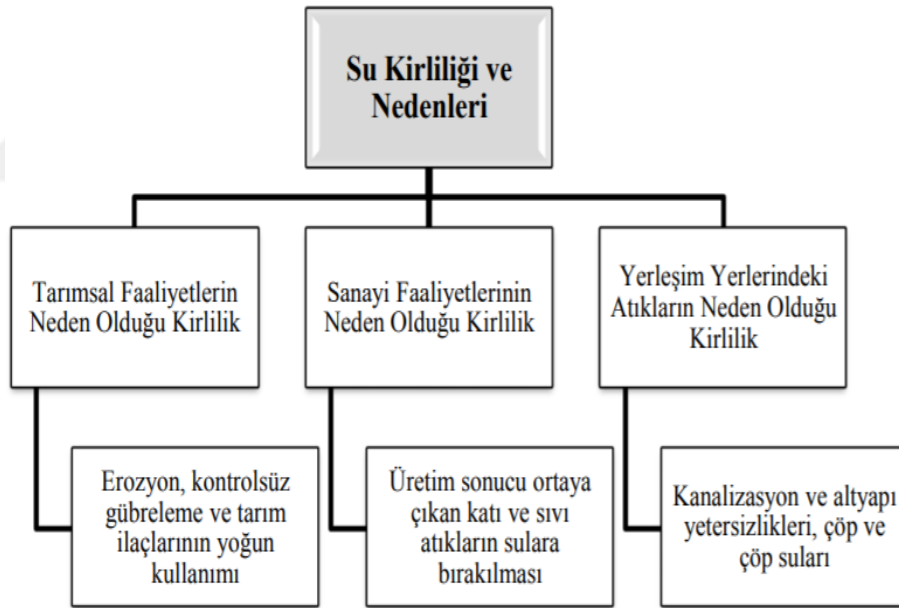 Su Kirliliği ve
Nedenleri
Tarımsal Faaliyetlerin
Neden Olduğu Kirlilik
Sanayi Faaliyetlerinin
Neden Olduğu Kirlilik
Yerleşim Yerlerindeki
Atıkların Neden Olduğu
Kirlilik
Erozyon, kontrolsüz
gübreleme ve tarım
ilaçlarının yoğun
kullanımı
Üretim sonucu ortaya
çıkan katı ve sıvı
atıkların sulara
bırakılması
Kanalizasyon ve altyapı
yetersizlikleri, çöp ve
çöp suları